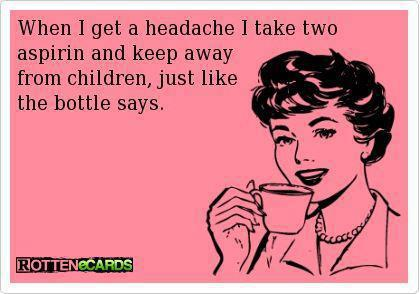 When I get a headache I take two
aspirin and keep away
from children, just like
the bottle says.
ROTTENeCARDS